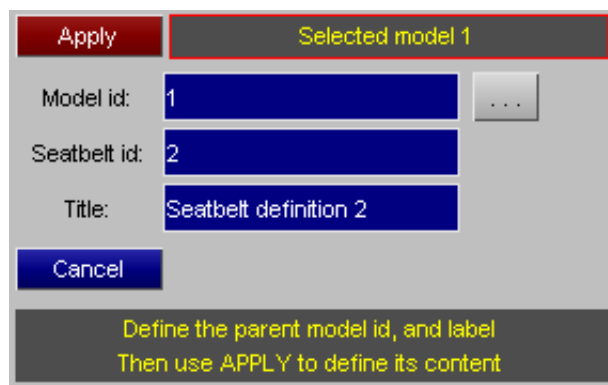 Apply Selected model 1
Model id: 1 ...
Seatbelt id: 2
Title: Seatbelt definition 2
Cancel
Define the parent model id, and label
Then use APPLY to define its content